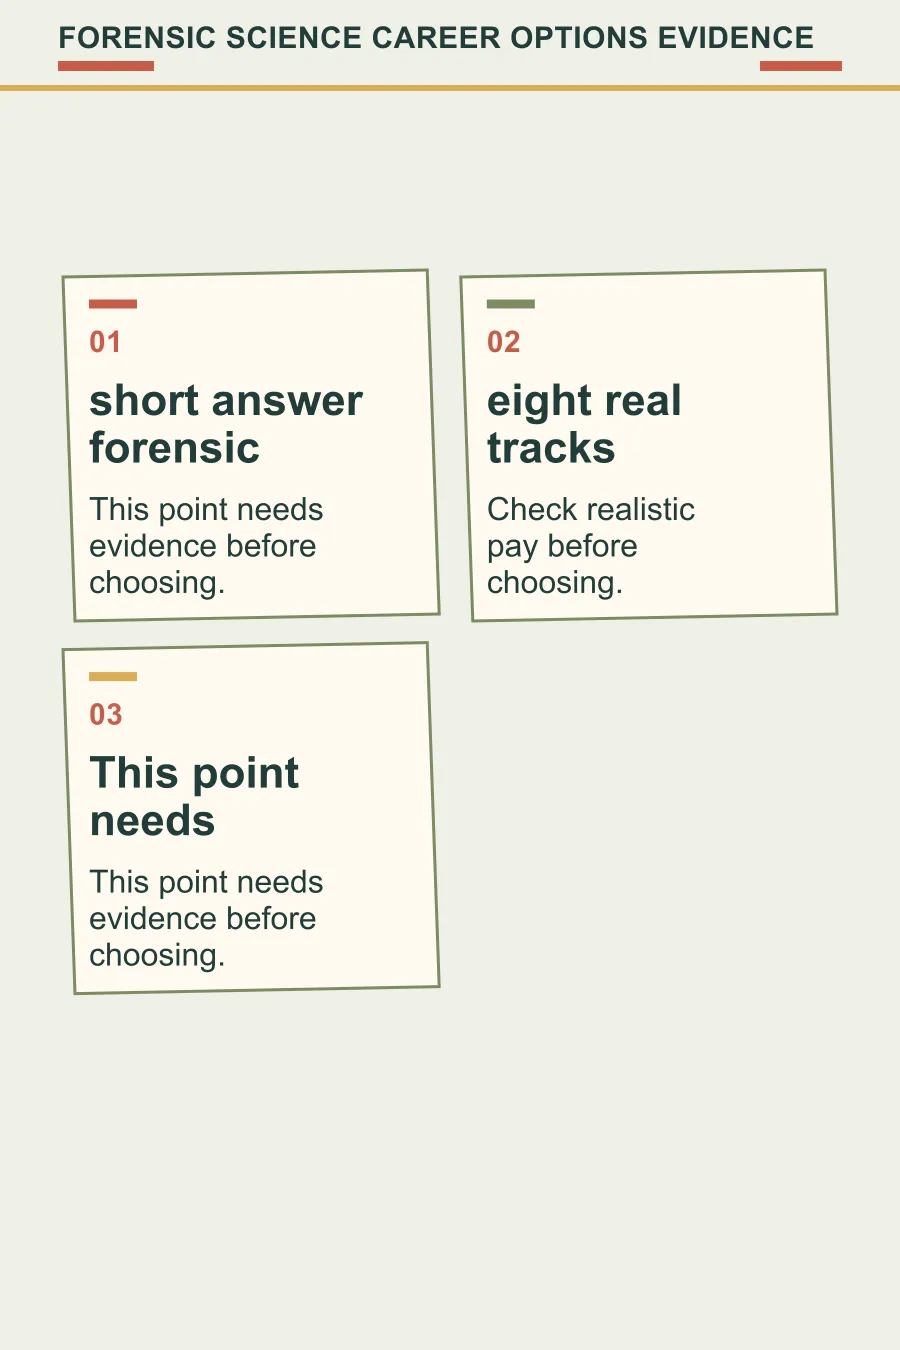 FORENSIC SCIENCE CAREER OPTIONS EVIDENCE
01
short answer
forensic
This point needs
evidence before
choosing.
02
eight real
tracks
Check realistic
pay before
choosing.
03
This point
needs
This point needs
evidence before
choosing.